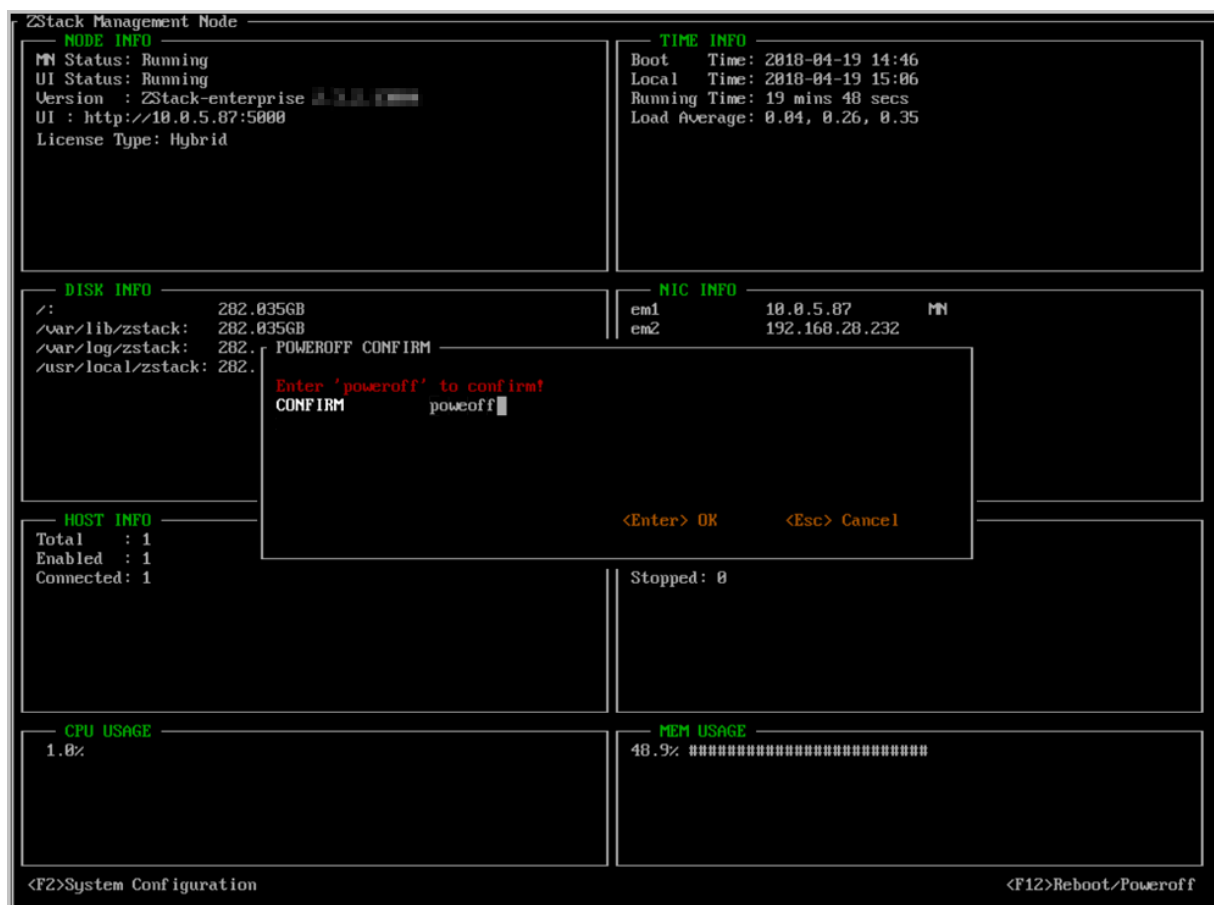 ZStack Management Node
NODE INFO
MN Status: Running
UI Status: Running
Version : ZStack-enterprise
UI : http://10.0.5.87:5000
License Type: Hybrid
TIME INFO
Boot Time: 2018-04-19 14:46
Local Time: 2018-04-19 15:06
Running Time: 19 mins 48 secs
Load Average: 0.04, 0.26, 0.35
DISK INFO
/: 282.035GB
/var/lib/zstack: 282.035GB
/var/log/zstack: 282.
/usr/local/zstack: 282.
NIC INFO
em1 10.0.5.87 MN
em2 192.168.28.232
POWEROFF CONFIRM
Enter 'poweroff' to confirm!
CONFIRM poweoff
<Enter> OK <Esc> Cancel
HOST INFO
Total : 1
Enabled : 1
Connected: 1
Stopped: 0
CPU USAGE
1.0%
MEM USAGE
48.9% #########################
<F2>System Configuration
<F12>Reboot/Poweroff